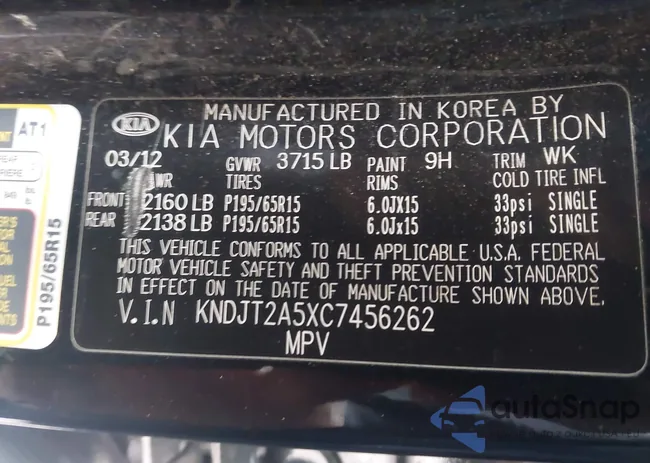 MANUFACTURED IN KOREA BY
KIA KIA MOTORS CORPORATION
03/12 GVWR 3715 LB PAINT 9H TRIM WK
WR TIRES RIMS COLD TIRE INFL
FRONT 2160 LB P195/65R15 6.0JX15 33psi SINGLE
REAR 2138 LB P195/65R15 6.0Jx15 33psi SINGLE
THIS VEHICLE CONFORMS TO ALL APPLICABLE U.S.A. FEDERAL
MOTOR VEHICLE SAFETY AND THEFT PREVENTION STANDARDS
IN EFFECT ON THE DATE OF MANUFACTURE SHOWN ABOVE.
V.I.N KNDJT2A5XC7456262
MPV
AT1
P195/65R15
autoSnap